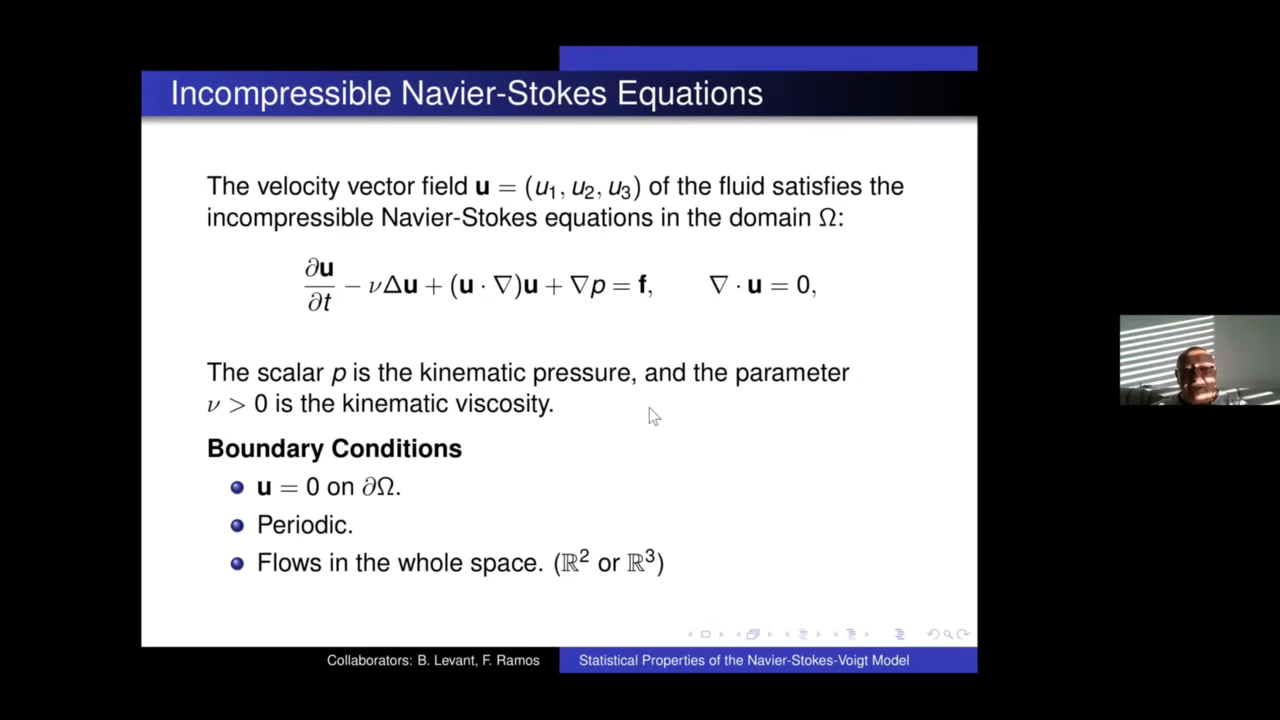 Incompressible Navier-Stokes Equations
The velocity vector field u = (u₁, u₂, u₃) of the fluid satisfies the
incompressible Navier-Stokes equations in the domain Ω:
∂u/∂t − νΔu + (u · ∇)u + ∇p = f, ∇ · u = 0,
The scalar p is the kinematic pressure, and the parameter
ν > 0 is the kinematic viscosity.
Boundary Conditions
u = 0 on ∂Ω.
Periodic.
Flows in the whole space. (ℝ² or ℝ³)
Collaborators: B. Levant, F. Ramos
Statistical Properties of the Navier-Stokes-Voigt Model